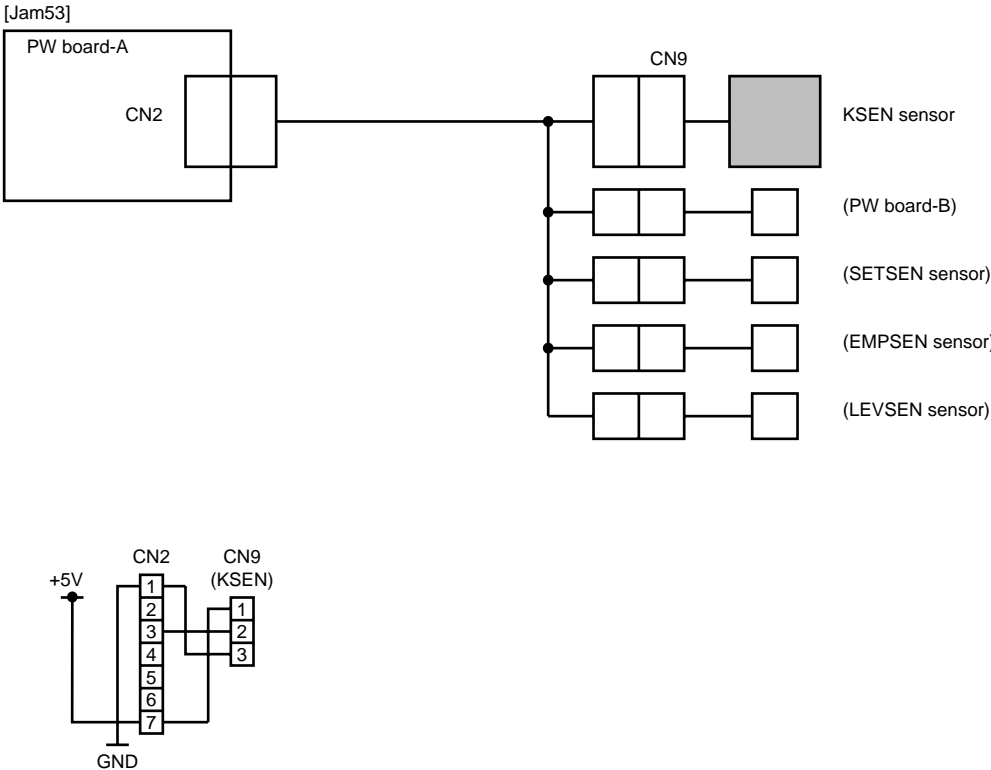 [Jam53]
PW board-A
CN9
CN2
KSEN sensor
(PW board-B)
(SETSEN sensor)
(EMPSEN sensor)
(LEVSEN sensor)
CN2
CN9
+5V
(KSEN)
1
2
3
4
5
6
7
1
2
3
GND